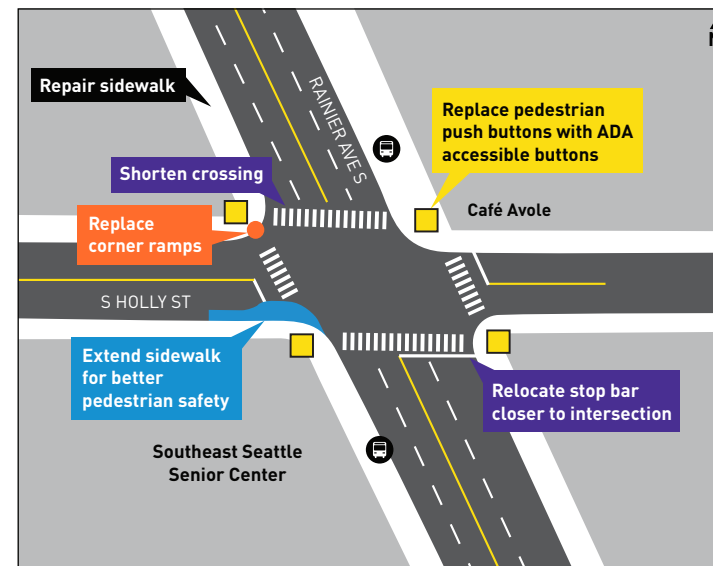 Repair sidewalk
RAINIER AVE S
Replace pedestrian
push buttons with ADA
accessible buttons
Shorten crossing
Café Avole
Replace
corner ramps
S HOLLY ST
Extend sidewalk
for better
pedestrian safety
Relocate stop bar
closer to intersection
Southeast Seattle
Senior Center